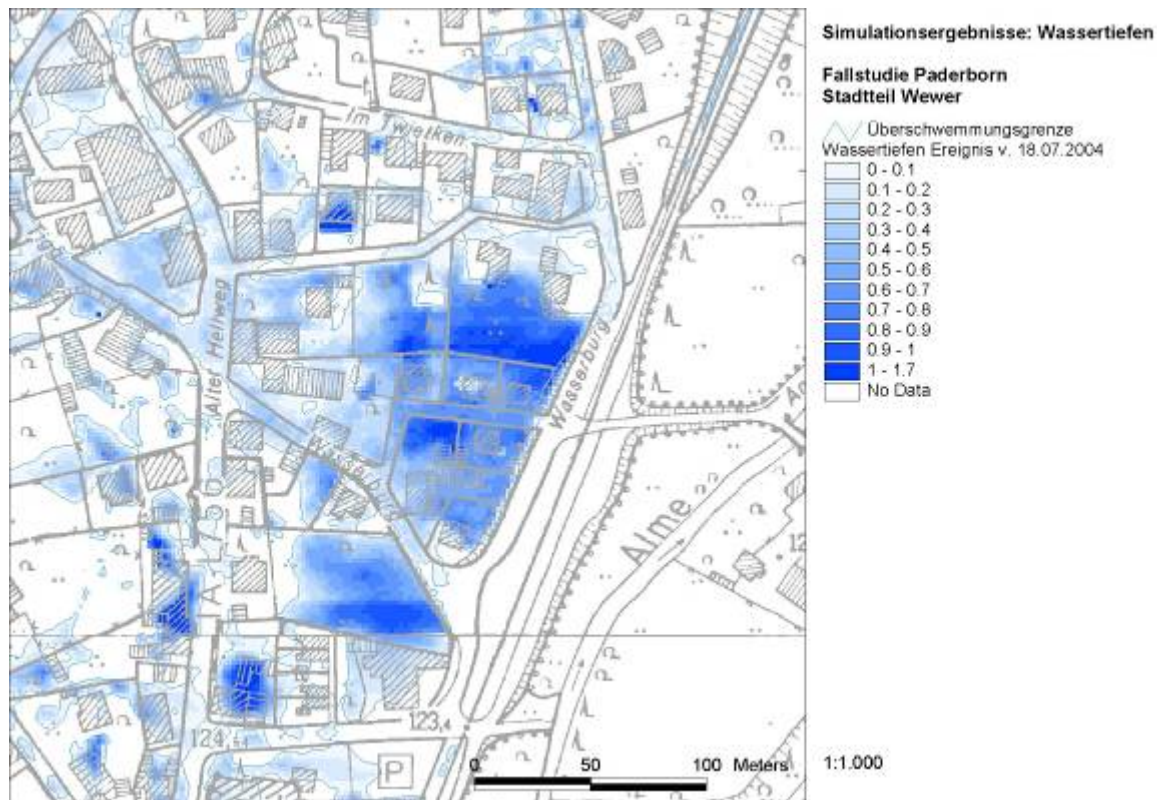 Simulationsergebnisse: Wassertiefen
Fallstudie Paderborn
Stadtteil Wewer
Überschwemmungsgrenze
Wassertiefen Ereignis v. 18.07.2004
0 - 0.1
0.1 - 0.2
0.2 - 0.3
0.3 - 0.4
0.4 - 0.5
0.5 - 0.6
0.6 - 0.7
0.7 - 0.8
0.8 - 0.9
0.9 - 1
1 - 1.7
No Data
Im
Alter Hellweg
Wasserburg
Wasserburg
Alme
123,4
P
0 50 100 Meters
1:1.000